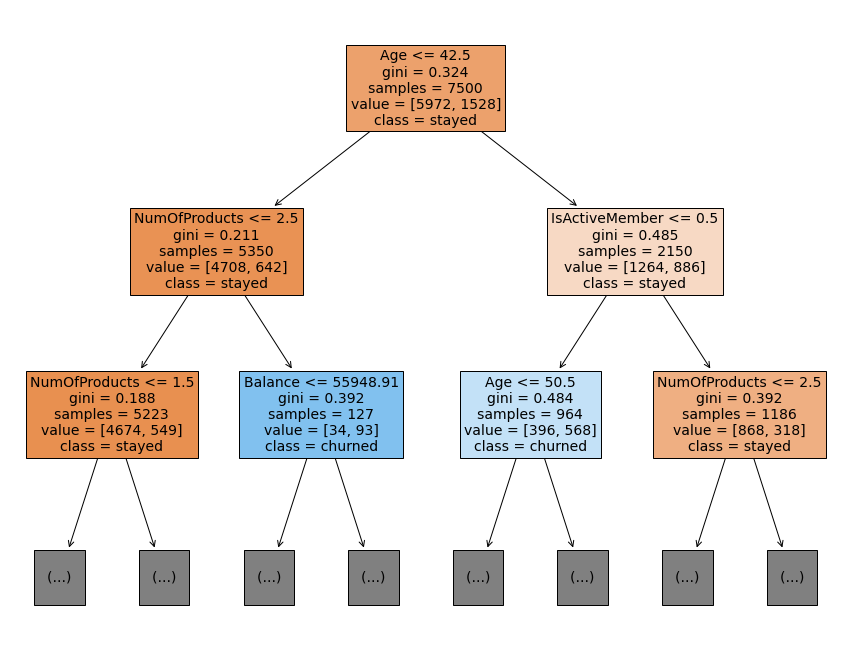 Age <= 42.5
gini = 0.324
samples = 7500
value = [5972, 1528]
class = stayed
NumOfProducts <= 2.5
gini = 0.211
samples = 5350
value = [4708, 642]
class = stayed
IsActiveMember <= 0.5
gini = 0.485
samples = 2150
value = [1264, 886]
class = stayed
NumOfProducts <= 1.5
gini = 0.188
samples = 5223
value = [4674, 549]
class = stayed
Balance <= 55948.91
gini = 0.392
samples = 127
value = [34, 93]
class = churned
Age <= 50.5
gini = 0.484
samples = 964
value = [396, 568]
class = churned
NumOfProducts <= 2.5
gini = 0.392
samples = 1186
value = [868, 318]
class = stayed
(...)
(...)
(...)
(...)
(...)
(...)
(...)
(...)